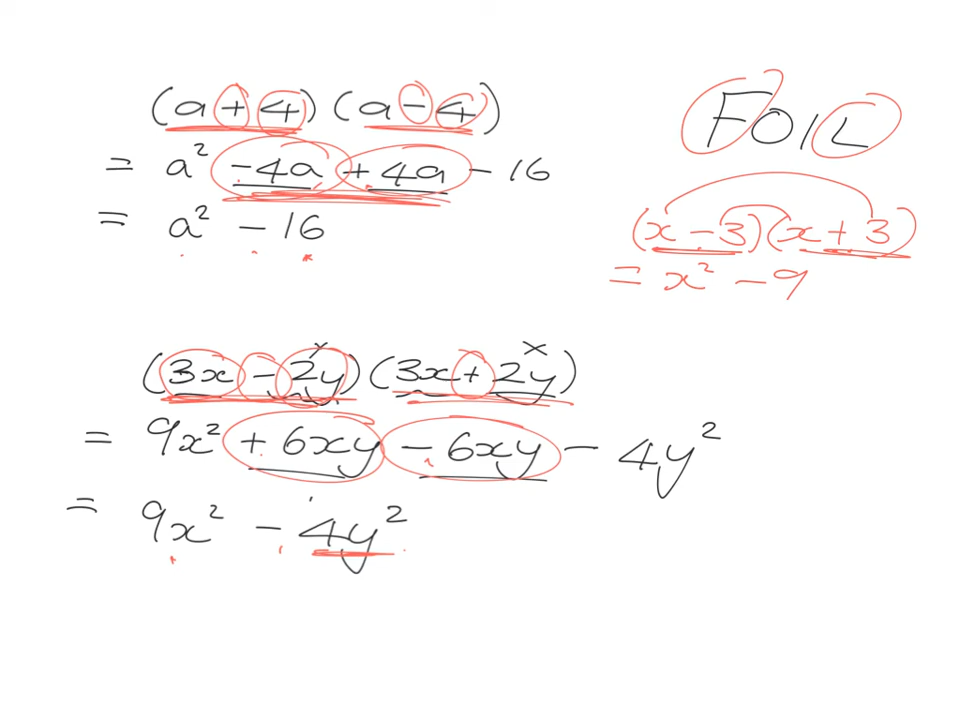 (a + 4)(a - 4)
= a² - 4a + 4a - 16
= a² - 16
FOIL
(x - 3)(x + 3)
= x² - 9
(3x - 2y)(3x + 2y)
= 9x² + 6xy - 6xy - 4y²
= 9x² - 4y²